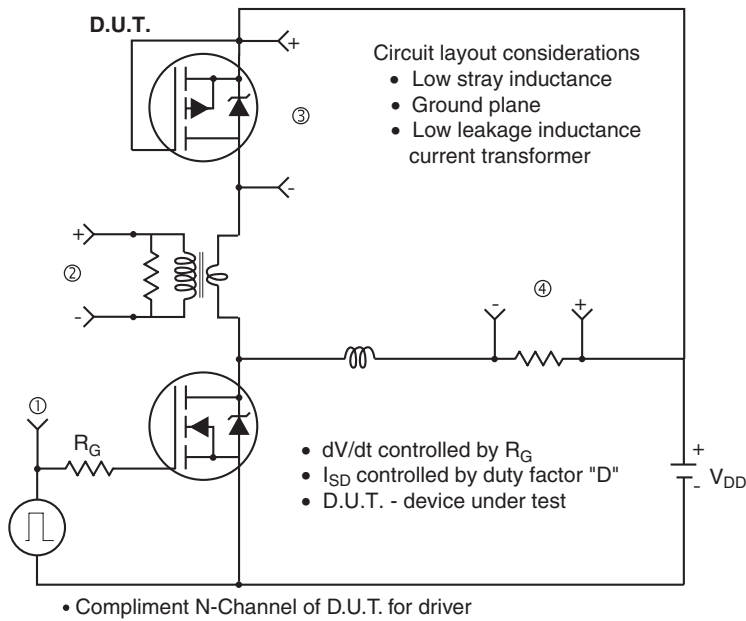 D.U.T.
+
Circuit layout considerations
• Low stray inductance
• Ground plane
• Low leakage inductance
current transformer
③
-
+
②
-
④
-
+
①
R_G
• dV/dt controlled by R_G
• I_SD controlled by duty factor "D"
• D.U.T. - device under test
+
V_DD
-
• Compliment N-Channel of D.U.T. for driver